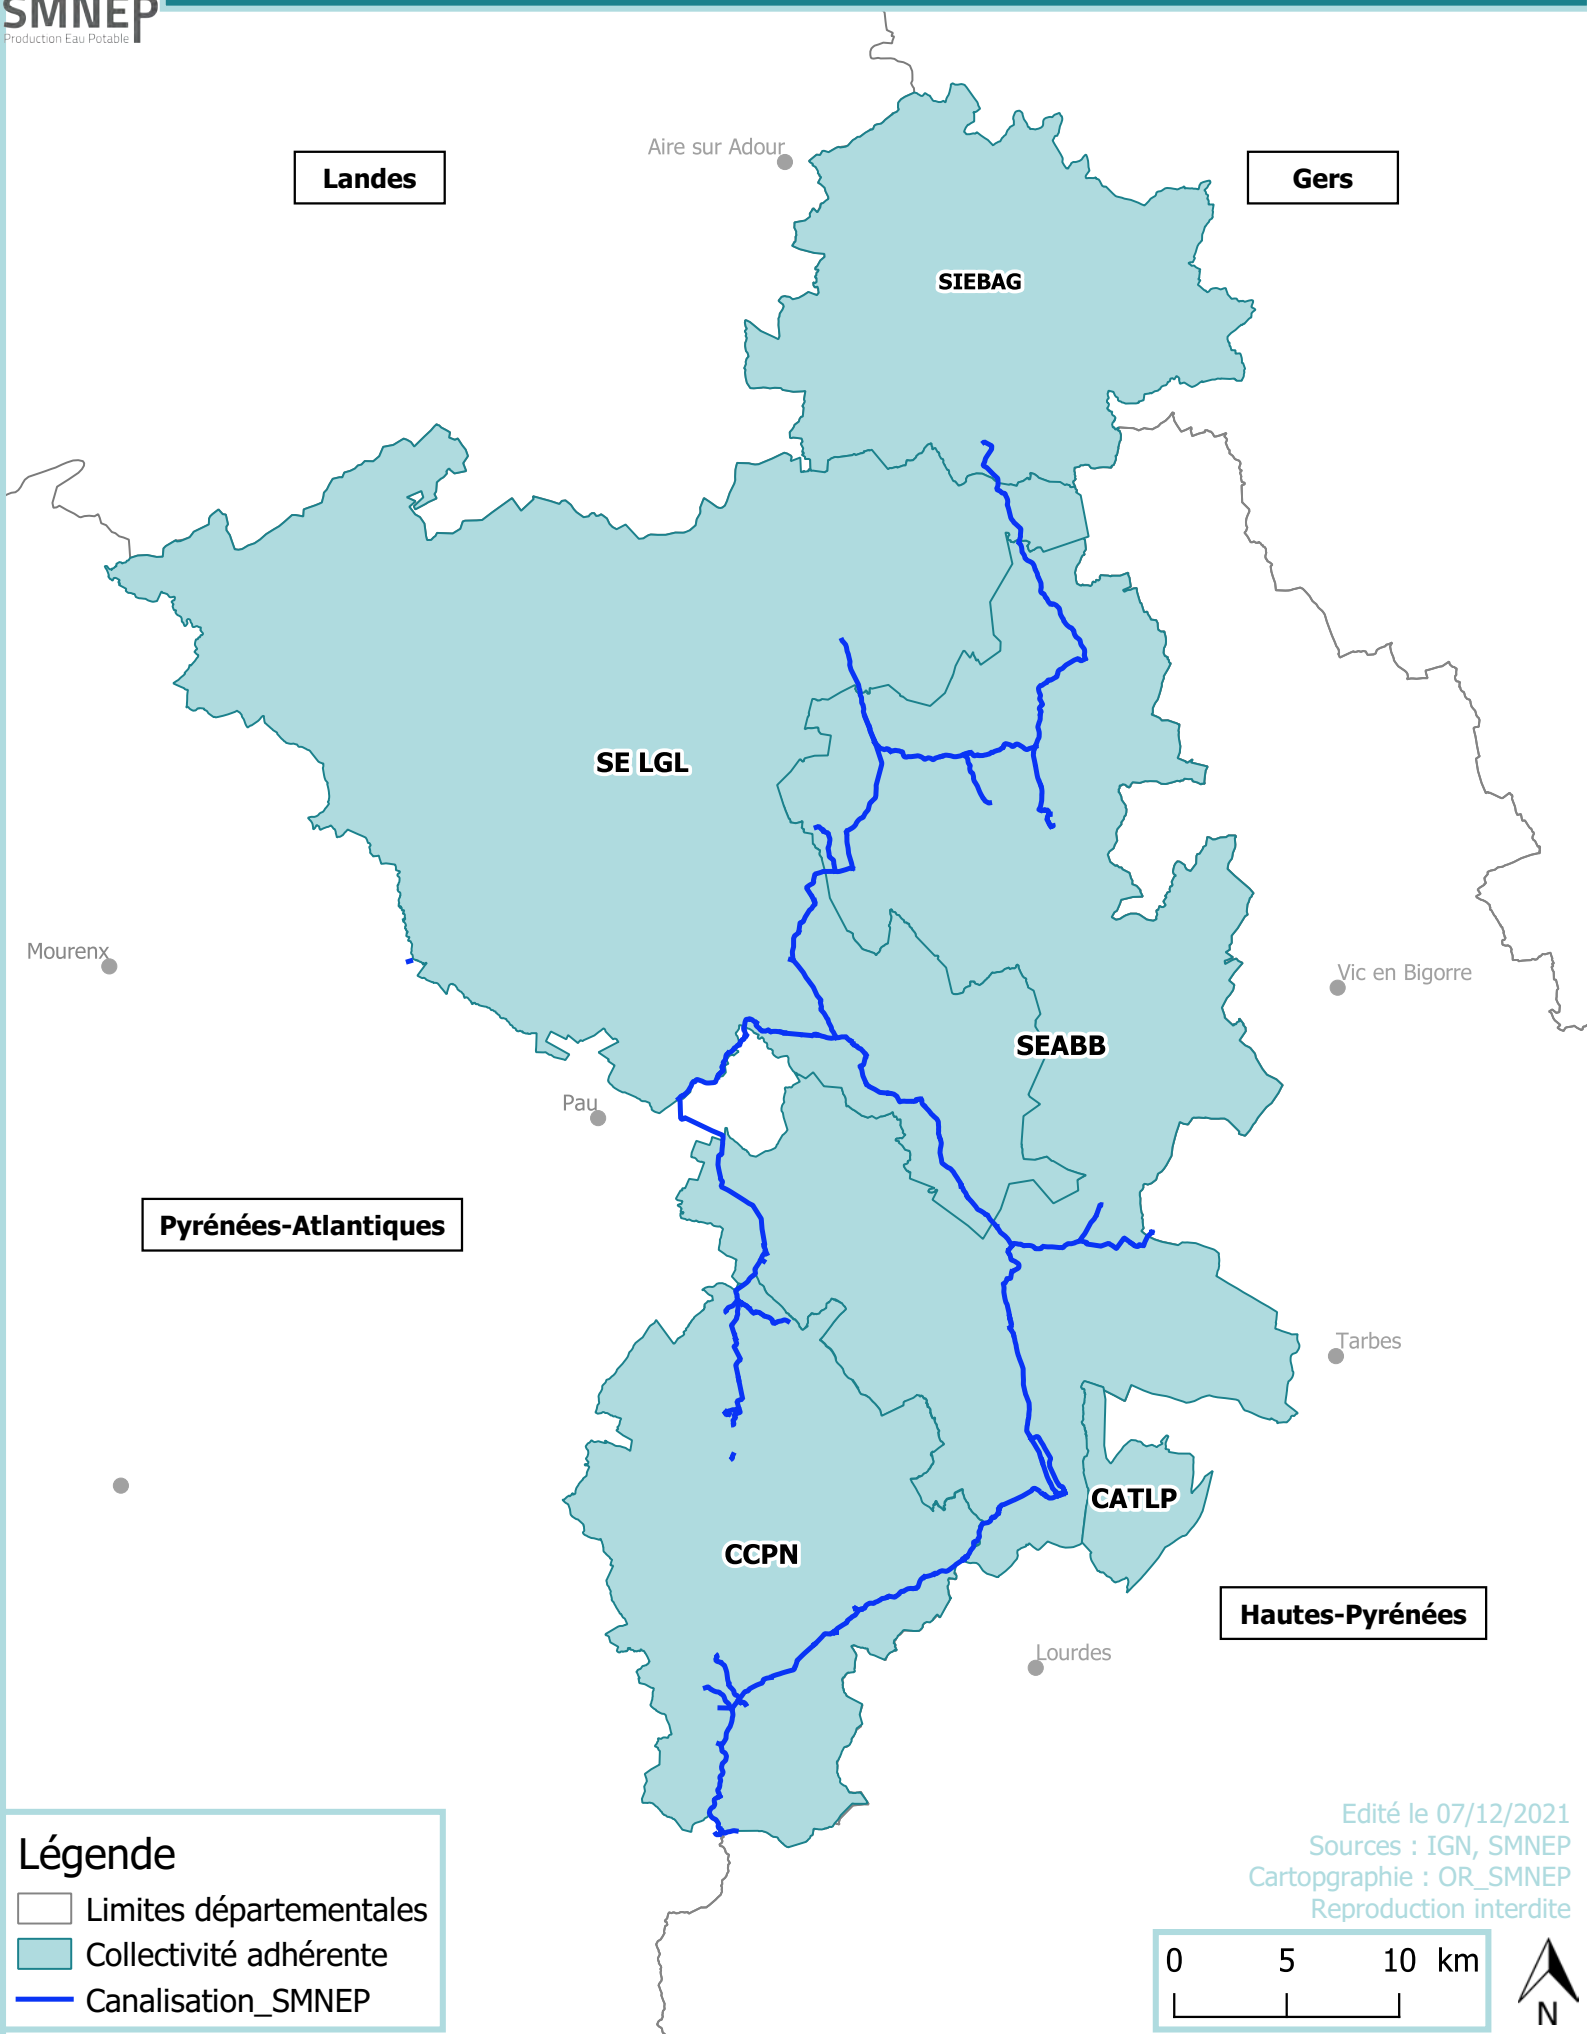 SMNEP
Production Eau Potable
Aire sur Adour
Landes
Gers
SIEBAG
SE LGL
Mourenx
Vic en Bigorre
SEABB
Pau
Pyrénées-Atlantiques
Tarbes
CATLP
CCPN
Hautes-Pyrénées
Lourdes
Edité le 07/12/2021
Sources : IGN, SMNEP
Cartopgraphie : OR_SMNEP
Reproduction interdite
Légende
Limites départementales
Collectivité adhérente
Canalisation_SMNEP
0 5 10 km
N